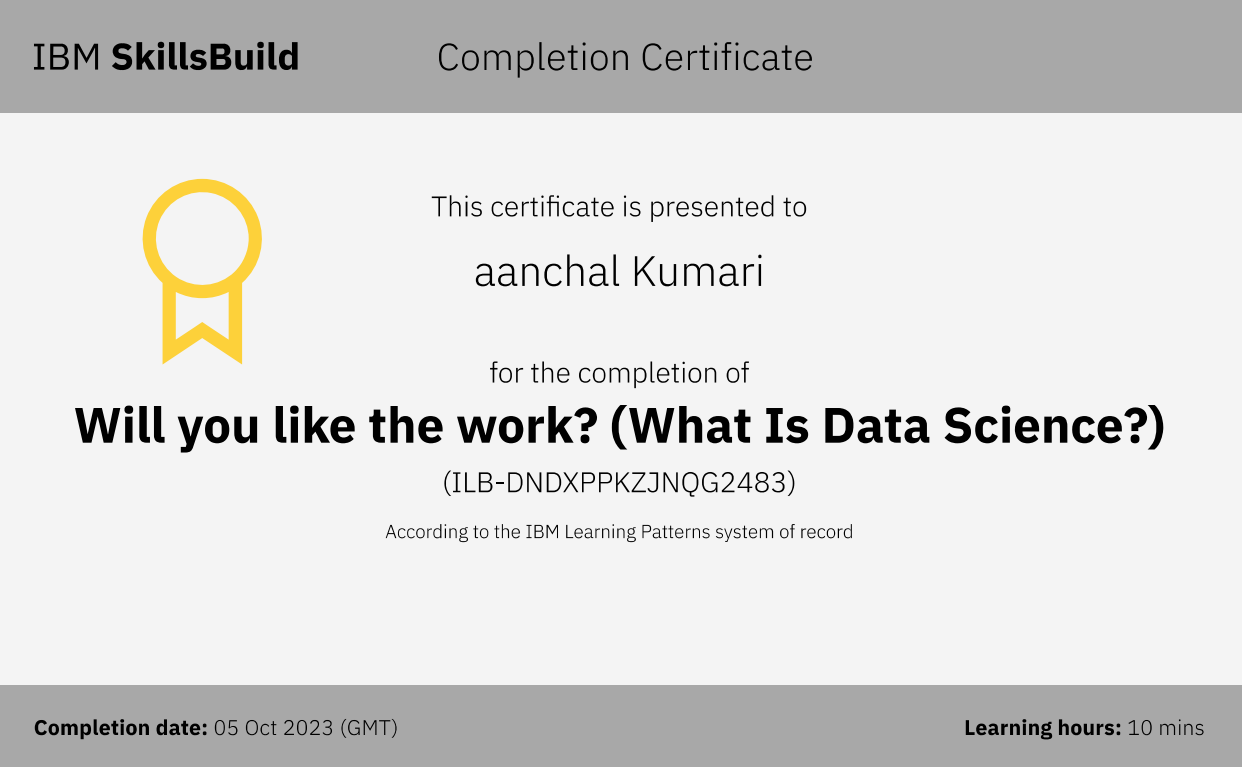 IBM SkillsBuild
Completion Certificate
This certificate is presented to
aanchal Kumari
for the completion of
Will you like the work? (What Is Data Science?)
(ILB-DNDXPPKZJNQG2483)
According to the IBM Learning Patterns system of record
Completion date: 05 Oct 2023 (GMT)
Learning hours: 10 mins